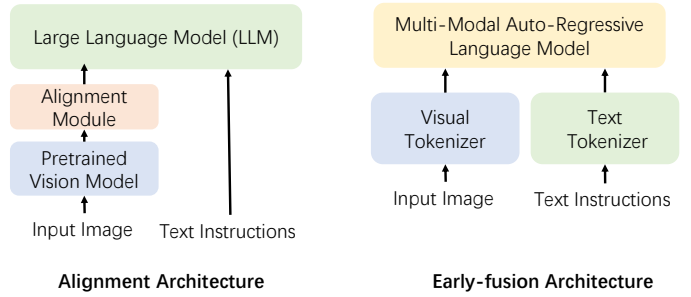 Large Language Model (LLM)
Alignment
Module
Pretrained
Vision Model
Input Image
Text Instructions
Alignment Architecture
Multi-Modal Auto-Regressive
Language Model
Visual
Tokenizer
Text
Tokenizer
Input Image
Text Instructions
Early-fusion Architecture